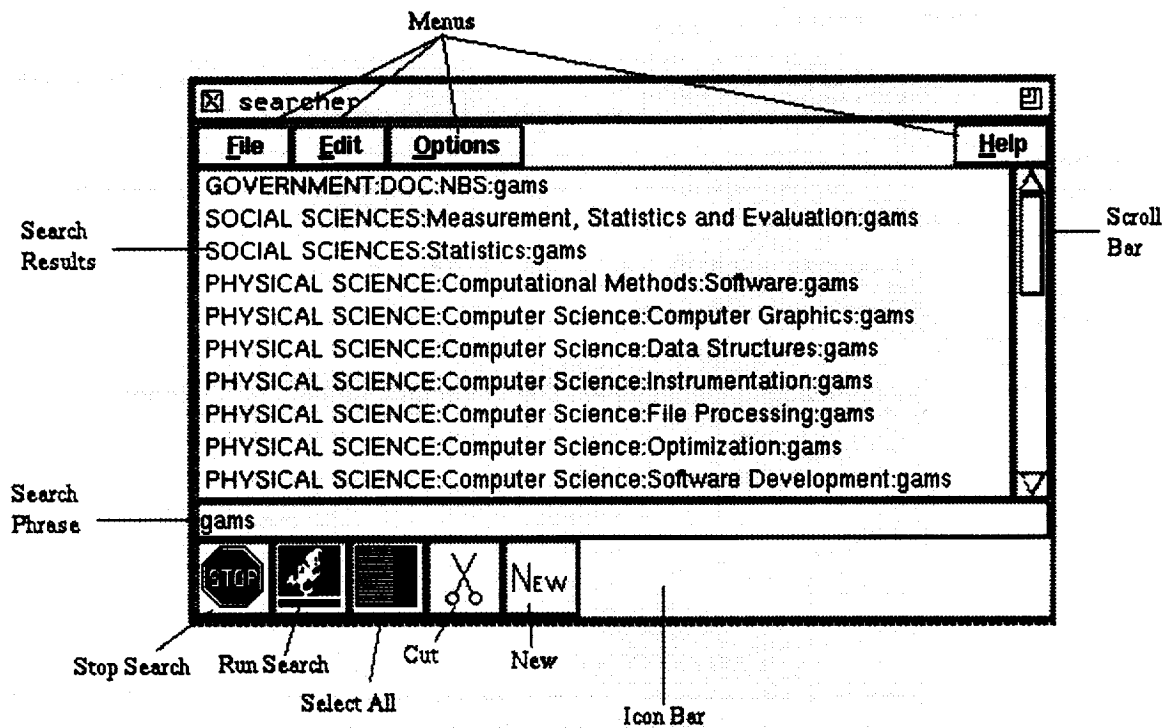 Menus
searcher
File Edit Options Help
GOVERNMENT:DOC:NBS:gams
SOCIAL SCIENCES:Measurement, Statistics and Evaluation:gams
SOCIAL SCIENCES:Statistics:gams
PHYSICAL SCIENCE:Computational Methods:Software:gams
PHYSICAL SCIENCE:Computer Science:Computer Graphics:gams
PHYSICAL SCIENCE:Computer Science:Data Structures:gams
PHYSICAL SCIENCE:Computer Science:Instrumentation:gams
PHYSICAL SCIENCE:Computer Science:File Processing:gams
PHYSICAL SCIENCE:Computer Science:Optimization:gams
PHYSICAL SCIENCE:Computer Science:Software Development:gams
Search
Results
Scroll
Bar
Search
Phrase
gams
STOP
NEW
Stop Search
Run Search
Select All
Cut
New
Icon Bar